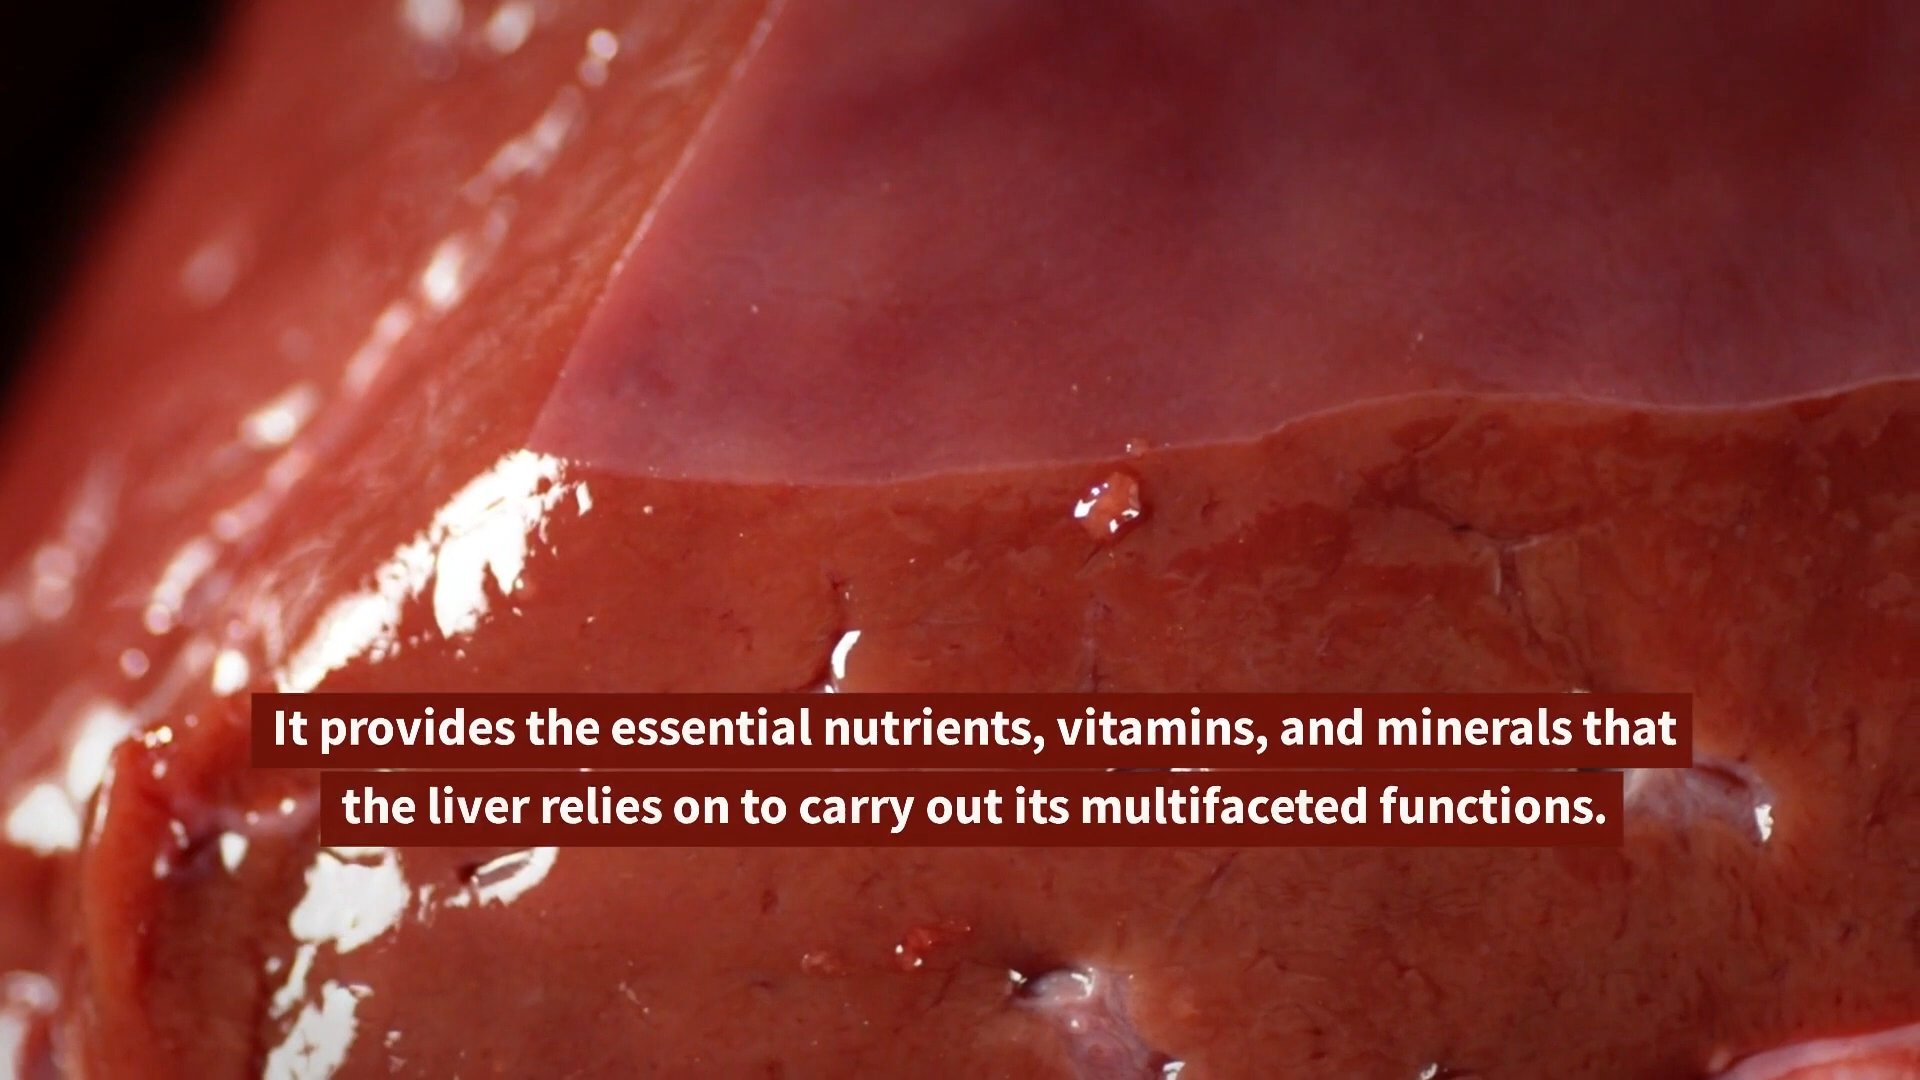 It provides the essential nutrients, vitamins, and minerals that
the liver relies on to carry out its multifaceted functions.